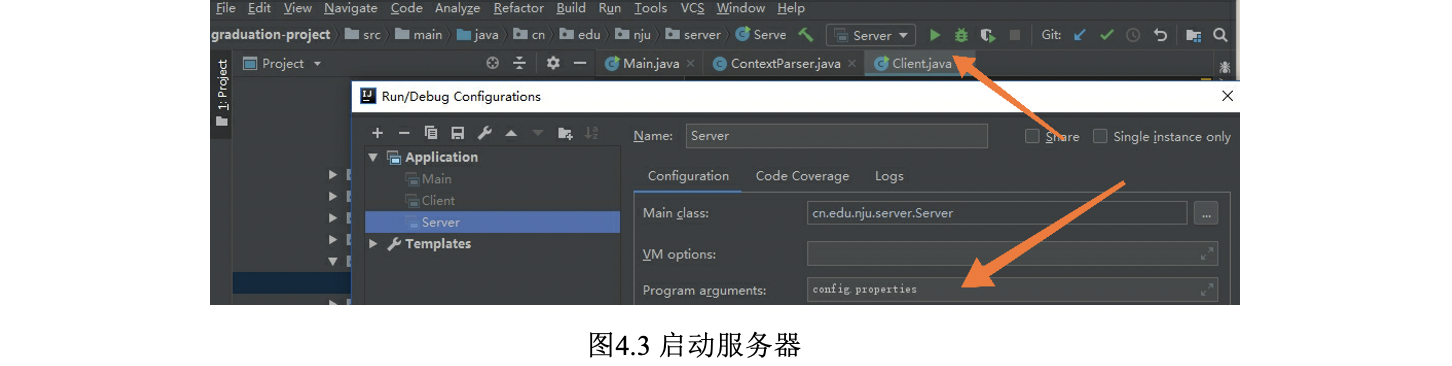 File Edit View Navigate Code Analyze Refactor Build Run Tools VCS Window Help
graduation-project src main java cn edu nju server Serve Server Git:
1: Project Project Main.java ContextParser.java Client.java
Run/Debug Configurations
Name: Server Share Single instance only
Application
Main
Client
Server
Templates
Configuration Code Coverage Logs
Main class: cn.edu.nju.server.Server ...
VM options:
Program arguments: config.properties
图4.3 启动服务器